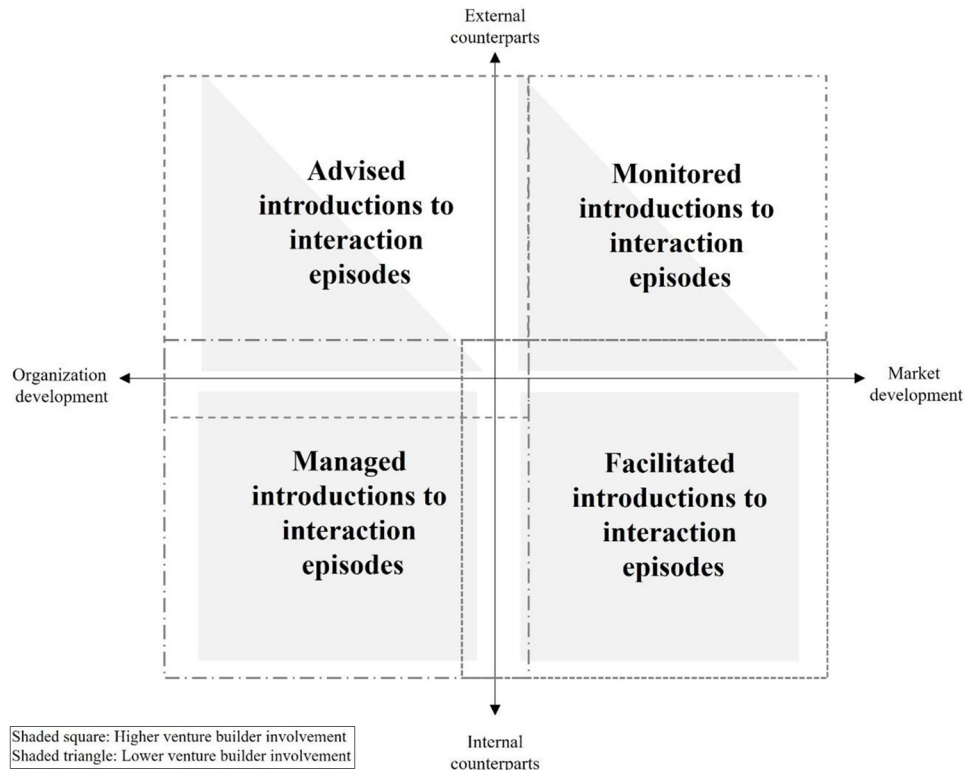 External
counterparts
Advised
introductions to
interaction
episodes
Monitored
introductions to
interaction
episodes
Organization
development
Market
development
Managed
introductions to
interaction
episodes
Facilitated
introductions to
interaction
episodes
Shaded square: Higher venture builder involvement
Shaded triangle: Lower venture builder involvement
Internal
counterparts